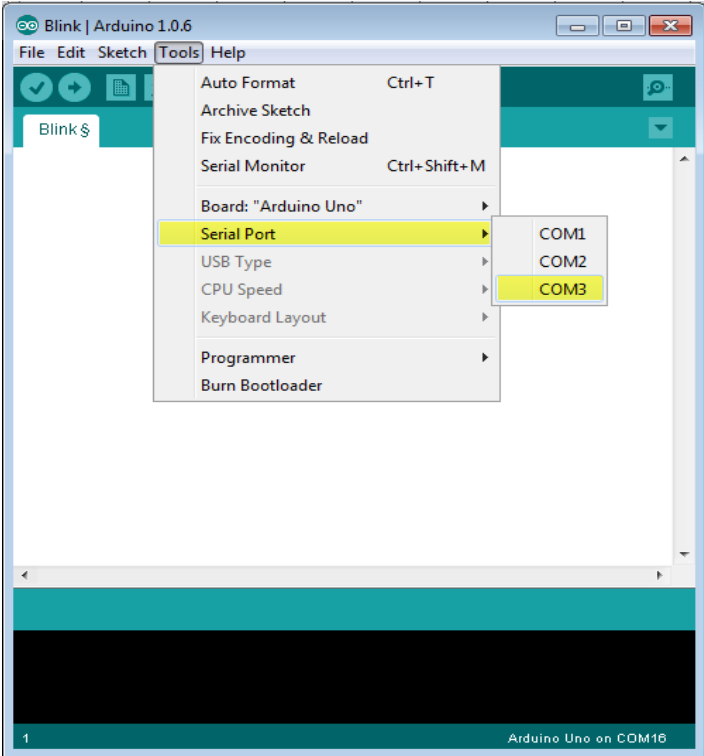 Blink | Arduino 1.0.6
File Edit Sketch Tools Help
Blink §
Auto Format Ctrl+T
Archive Sketch
Fix Encoding & Reload
Serial Monitor Ctrl+Shift+M
Board: "Arduino Uno"
Serial Port
USB Type
CPU Speed
Keyboard Layout
Programmer
Burn Bootloader
COM1
COM2
COM3
1 Arduino Uno on COM16